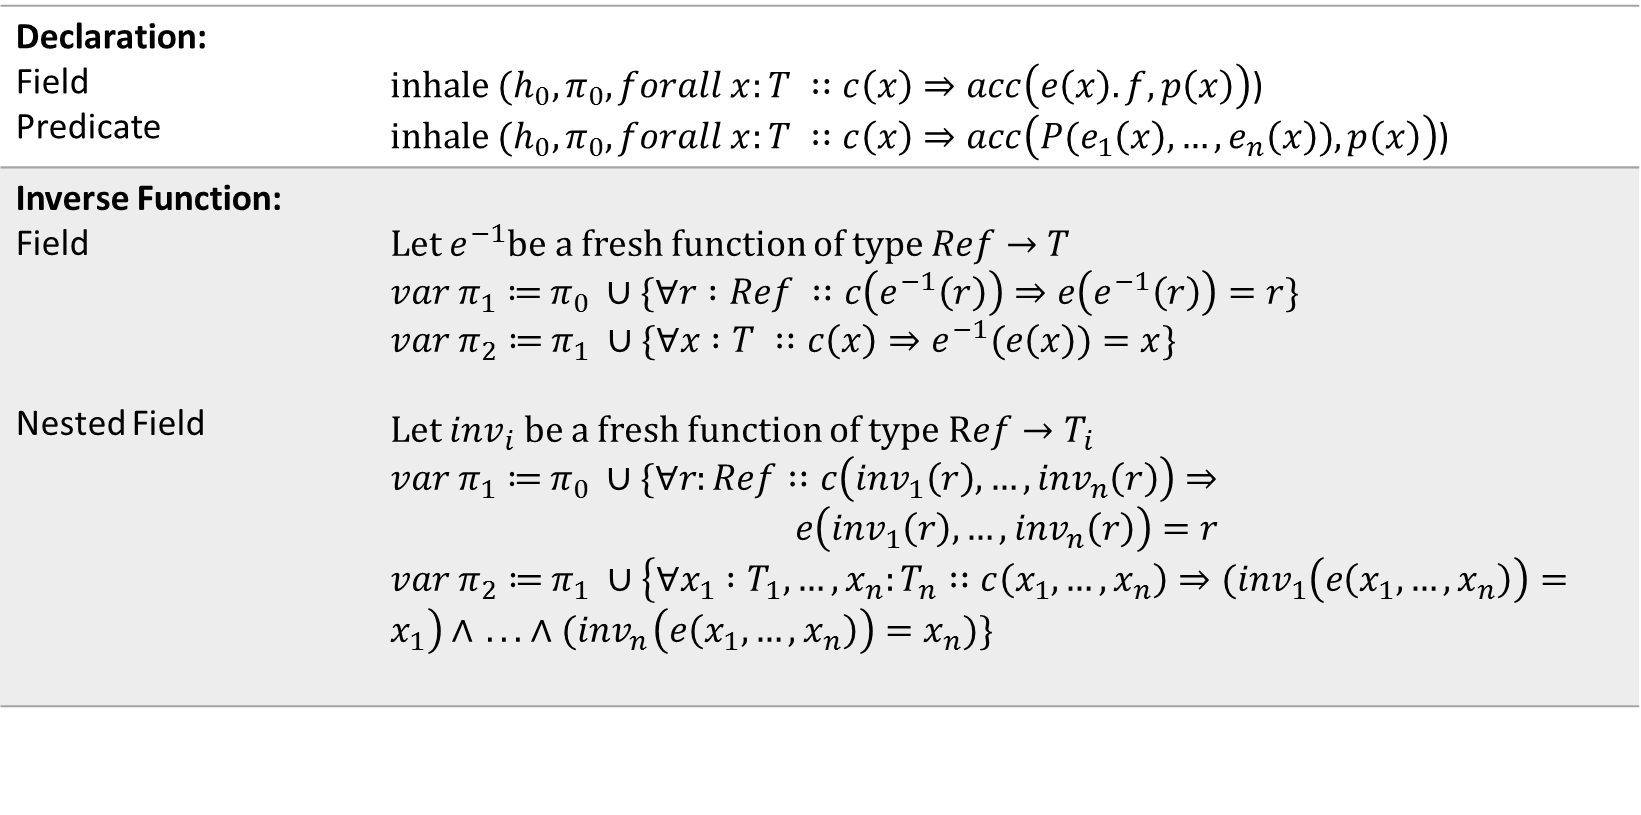 Declaration:
Field inhale (h₀, π₀, forall x: T :: c(x) ⇒ acc(e(x). f, p(x)))
Predicate inhale (h₀, π₀, forall x: T :: c(x) ⇒ acc(P(e₁(x), …, eₙ(x)), p(x)))
Inverse Function:
Field Let e⁻¹be a fresh function of type Ref → T
var π₁ ≔ π₀ ∪ {∀r : Ref :: c(e⁻¹(r)) ⇒ e(e⁻¹(r)) = r}
var π₂ ≔ π₁ ∪ {∀x : T :: c(x) ⇒ e⁻¹(e(x)) = x}
Nested Field Let invᵢ be a fresh function of type Ref → Tᵢ
var π₁ ≔ π₀ ∪ {∀r: Ref :: c(inv₁(r), …, invₙ(r)) ⇒
e(inv₁(r), …, invₙ(r)) = r
var π₂ ≔ π₁ ∪ {∀x₁ : T₁, …, xₙ: Tₙ :: c(x₁, …, xₙ) ⇒ (inv₁(e(x₁, …, xₙ)) =
x₁) ∧ … ∧ (invₙ(e(x₁, …, xₙ)) = xₙ)}